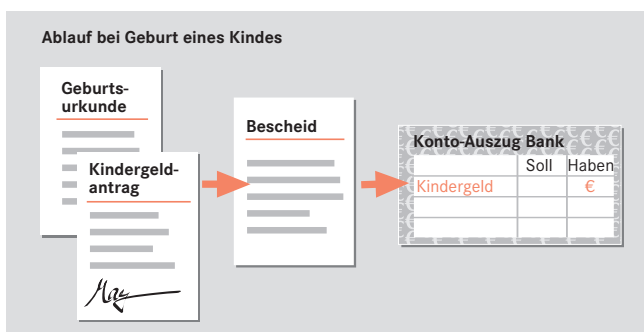 Ablauf bei Geburt eines Kindes
Geburts-
urkunde
Kindergeld-
antrag
Bescheid
Konto-Auszug Bank
Soll Haben
Kindergeld €